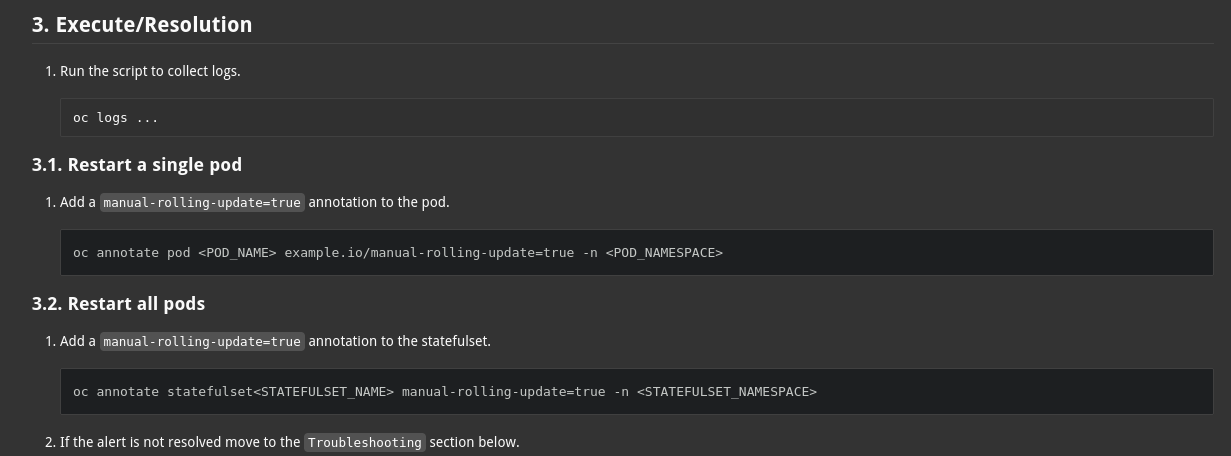 3. Execute/Resolution
1. Run the script to collect logs.
oc logs ...
3.1. Restart a single pod
1. Add a manual-rolling-update=true annotation to the pod.
oc annotate pod <POD_NAME> example.io/manual-rolling-update=true -n <POD_NAMESPACE>
3.2. Restart all pods
1. Add a manual-rolling-update=true annotation to the statefulset.
oc annotate statefulset<STATEFULSET_NAME> manual-rolling-update=true -n <STATEFULSET_NAMESPACE>
2. If the alert is not resolved move to the Troubleshooting section below.